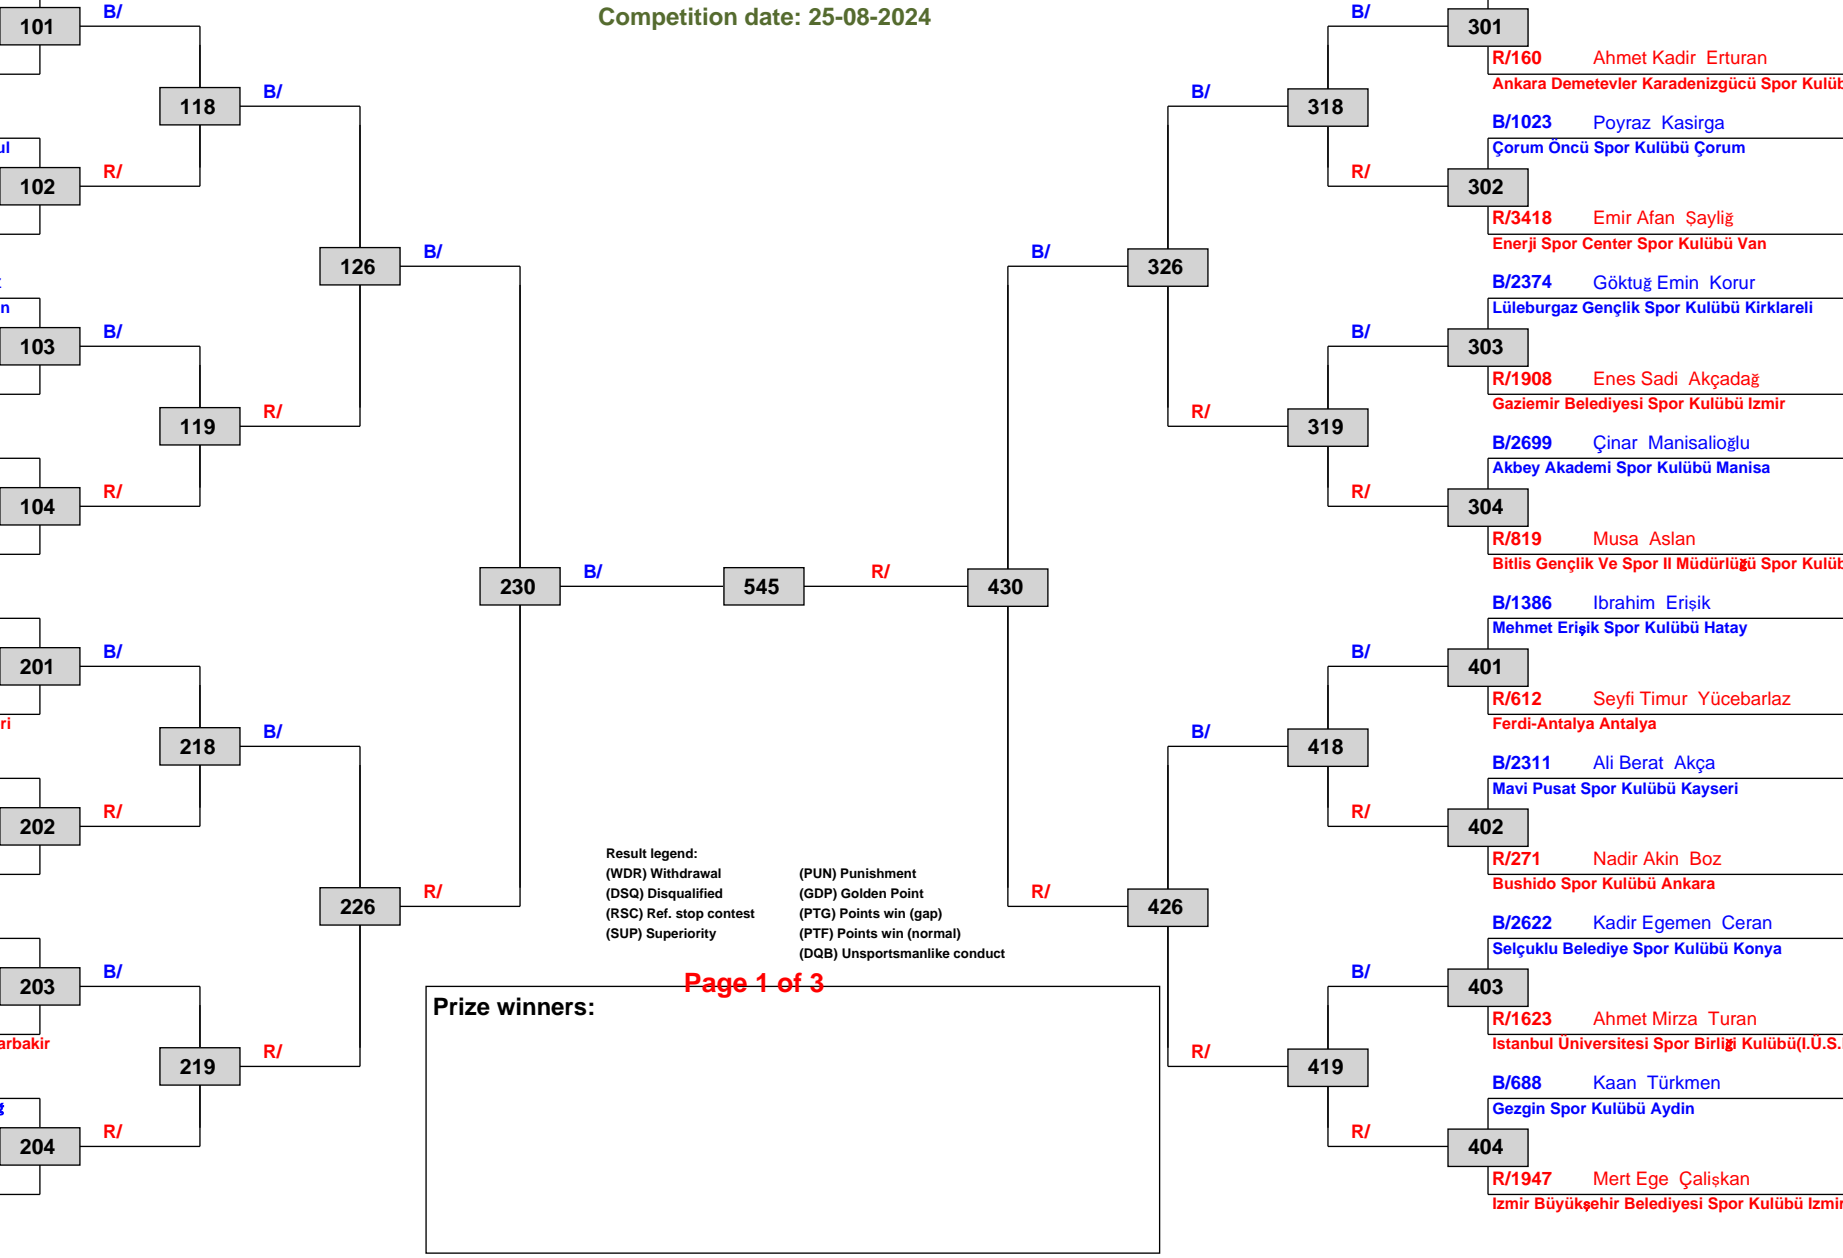 Competition date: 25-08-2024
B/
101
118
B/
R/
102
126
B/
103
B/
119
R/
104
R/
230
B/
545
R/
430
201
B/
218
B/
202
R/
226
R/
203
B/
219
R/
204
R/
B/
301
R/160 Ahmet Kadir Erturan
Ankara Demetevler Karadenizgücü Spor
B/
318
B/1023 Poyraz Kasirga
Çorum Öncü Spor Kulübü Çorum
R/
302
R/3418 Emir Afan Şayliğ
Enerji Spor Center Spor Kulübü Van
B/
326
B/2374 Göktuğ Emin Korur
Lüleburgaz Gençlik Spor Kulübü Kirklareli
B/
303
R/1908 Enes Sadi Akçadağ
Gaziemir Belediyesi Spor Kulübü Izmir
R/
319
B/2699 Çinar Manisalioğlu
Akbey Akademi Spor Kulübü Manisa
R/
304
R/819 Musa Aslan
Bitlis Gençlik Ve Spor Il Müdürlüğü Spor
B/1386 Ibrahim Erişik
Mehmet Erişik Spor Kulübü Hatay
B/
401
R/612 Seyfi Timur Yücebarlaz
Ferdi-Antalya Antalya
B/
418
B/2311 Ali Berat Akça
Mavi Pusat Spor Kulübü Kayseri
R/
402
R/271 Nadir Akin Boz
Bushido Spor Kulübü Ankara
R/
426
B/2622 Kadir Egemen Ceran
Selçuklu Belediye Spor Kulübü Konya
B/
403
R/1623 Ahmet Mirza Turan
Istanbul Üniversitesi Spor Birliği Kulübü(I.Ü.S.
R/
419
B/688 Kaan Türkmen
Gezgin Spor Kulübü Aydin
R/
404
R/1947 Mert Ege Çalişkan
Izmir Büyükşehir Belediyesi Spor Kulübü Izmir
Result legend:
(WDR) Withdrawal (PUN) Punishment
(DSQ) Disqualified (GDP) Golden Point
(RSC) Ref. stop contest (PTG) Points win (gap)
(SUP) Superiority (PTF) Points win (normal)
(DQB) Unsportsmanlike conduct
Page 1 of 3
Prize winners: